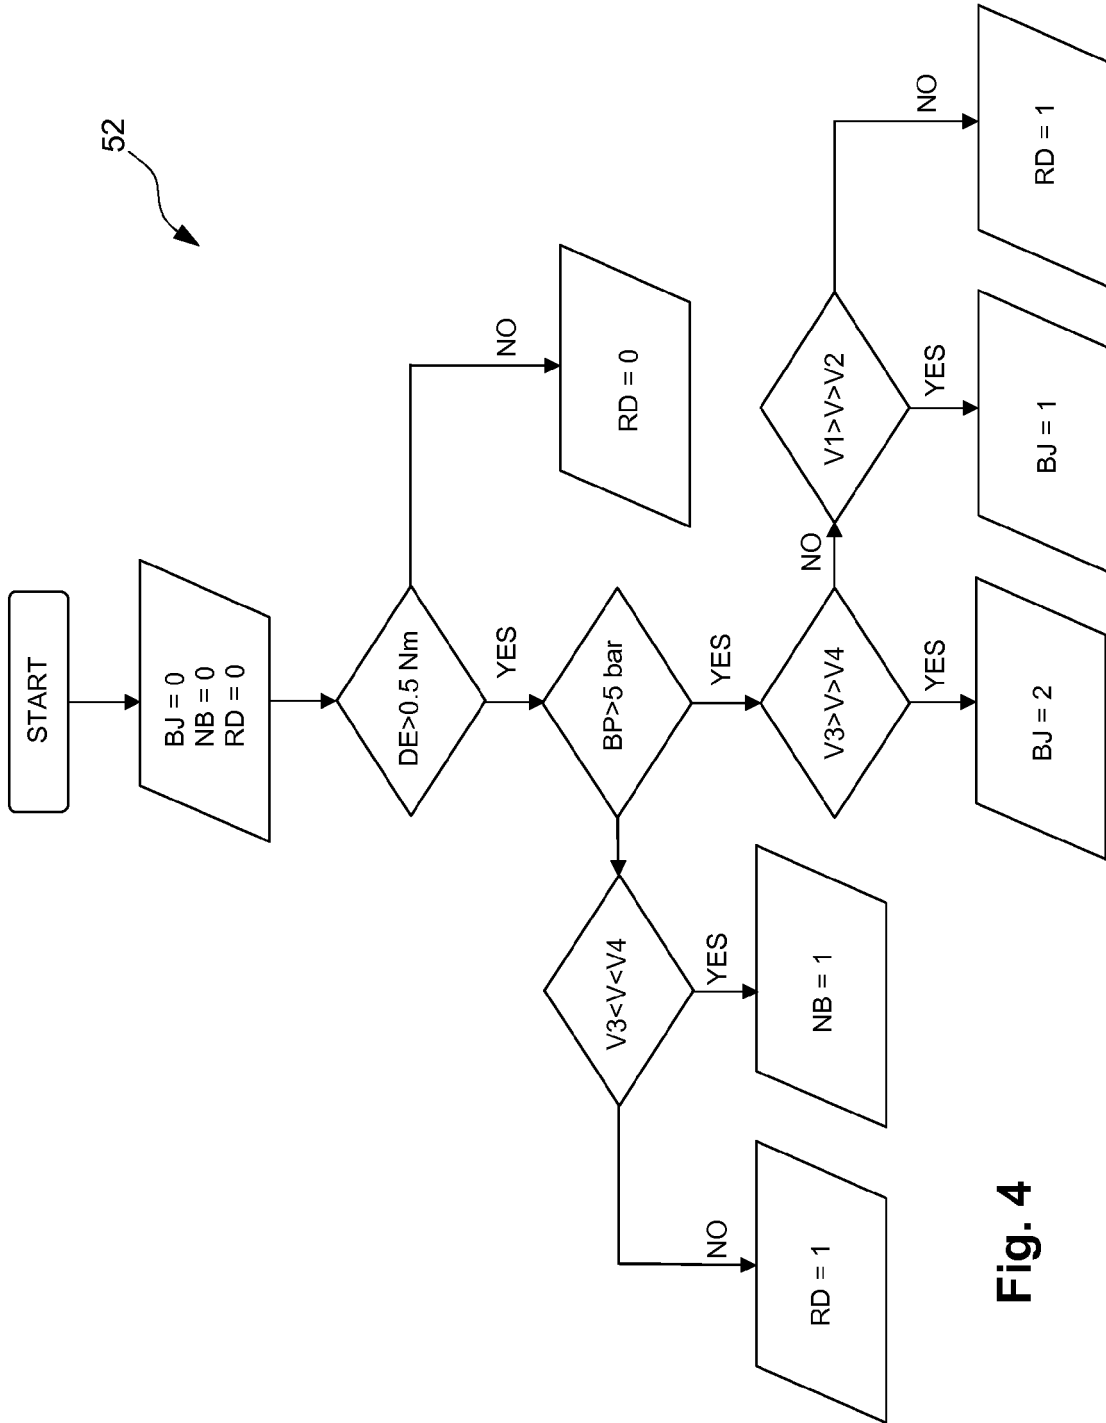 52
START
BJ = 0
NB = 0
RD = 0
DE>0.5 Nm
NO
YES
RD = 0
BP>5 bar
YES
V3<V<V4
NO
YES
RD = 1
NB = 1
V3>V>V4
NO
YES
BJ = 2
V1>V>V2
NO
YES
BJ = 1
RD = 1
Fig. 4